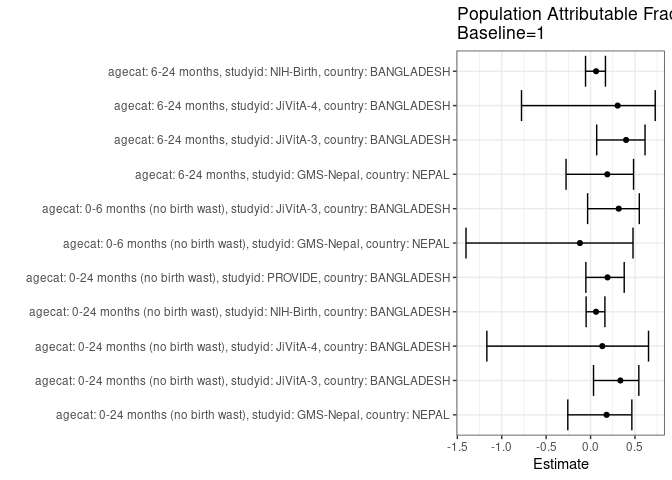 Population Attributable Frac
Baseline=1
agecat: 6-24 months, studyid: NIH-Birth, country: BANGLADESH
agecat: 6-24 months, studyid: JiVitA-4, country: BANGLADESH
agecat: 6-24 months, studyid: JiVitA-3, country: BANGLADESH
agecat: 6-24 months, studyid: GMS-Nepal, country: NEPAL
agecat: 0-6 months (no birth wast), studyid: JiVitA-3, country: BANGLADESH
agecat: 0-6 months (no birth wast), studyid: GMS-Nepal, country: NEPAL
agecat: 0-24 months (no birth wast), studyid: PROVIDE, country: BANGLADESH
agecat: 0-24 months (no birth wast), studyid: NIH-Birth, country: BANGLADESH
agecat: 0-24 months (no birth wast), studyid: JiVitA-4, country: BANGLADESH
agecat: 0-24 months (no birth wast), studyid: JiVitA-3, country: BANGLADESH
agecat: 0-24 months (no birth wast), studyid: GMS-Nepal, country: NEPAL
-1.5 -1.0 -0.5 0.0 0.5
Estimate